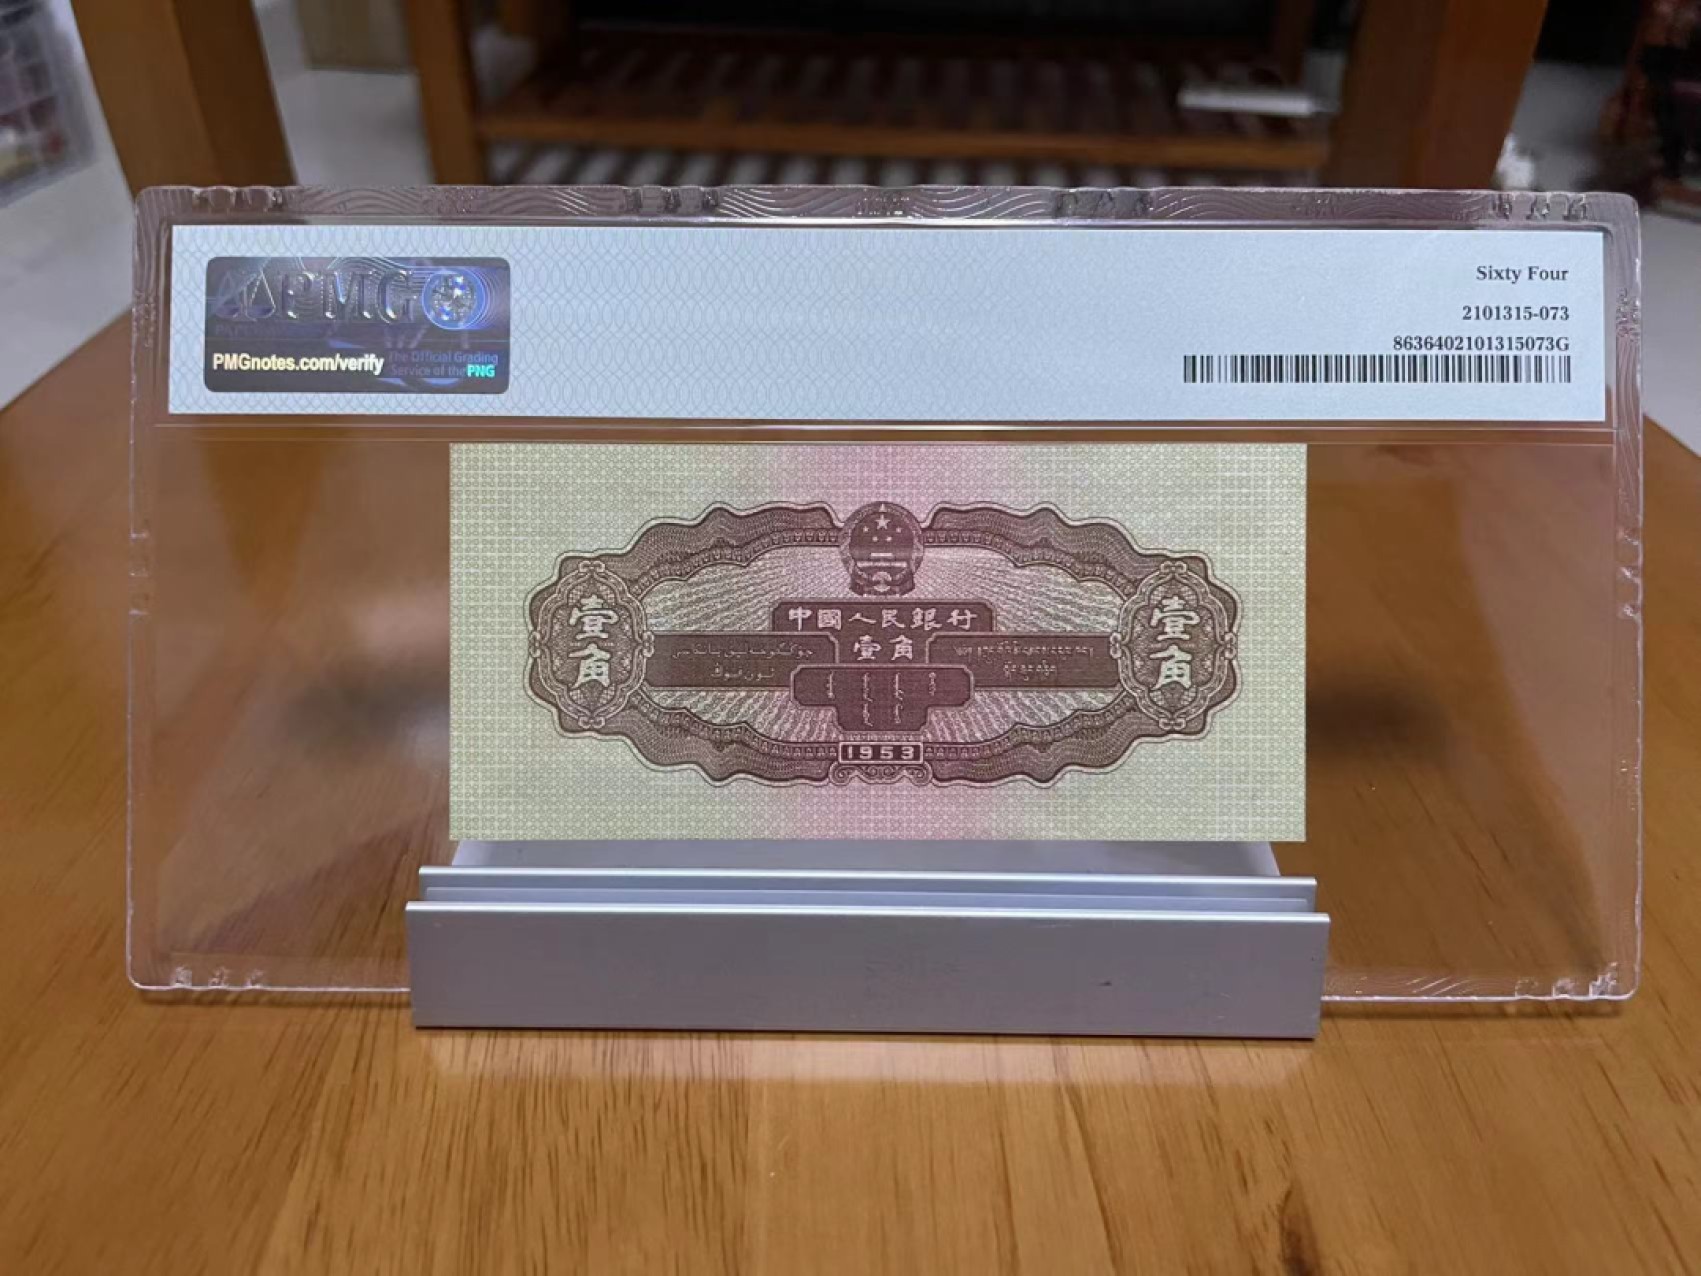 PMG
Sixty Four
2101315-073
8636402101315073G
PMGnotes.com/verify
The Official Grading
Service of the PNG
中國人民銀行
壹角
壹角
壹角
1953